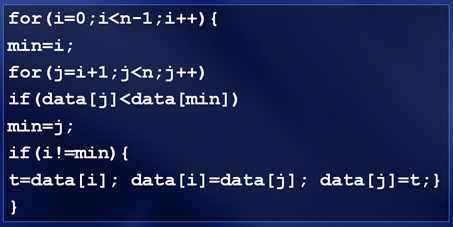 for(i=0;i<n-1;i++){
min=i;
for(j=i+1;j<n;j++)
if(data[j]<data[min])
min=j;
if(i!=min){
t=data[i]; data[i]=data[j]; data[j]=t;}
}